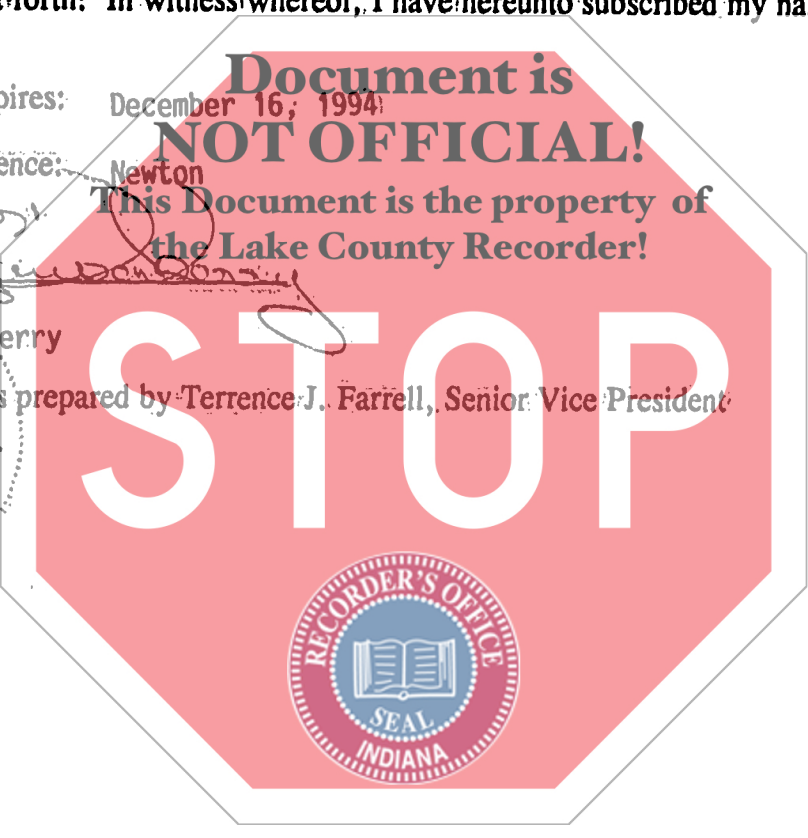 forth. In witness whereof, I have hereunto subscribed my na
Document is
pires: December 16, 1994
NOT OFFICIAL!
ence: Newton
This Document is the property of
the Lake County Recorder!
erry
STOP
s prepared by Terrence J. Farrell, Senior Vice President
RECORDER'S OFFICE
SEAL
INDIANA